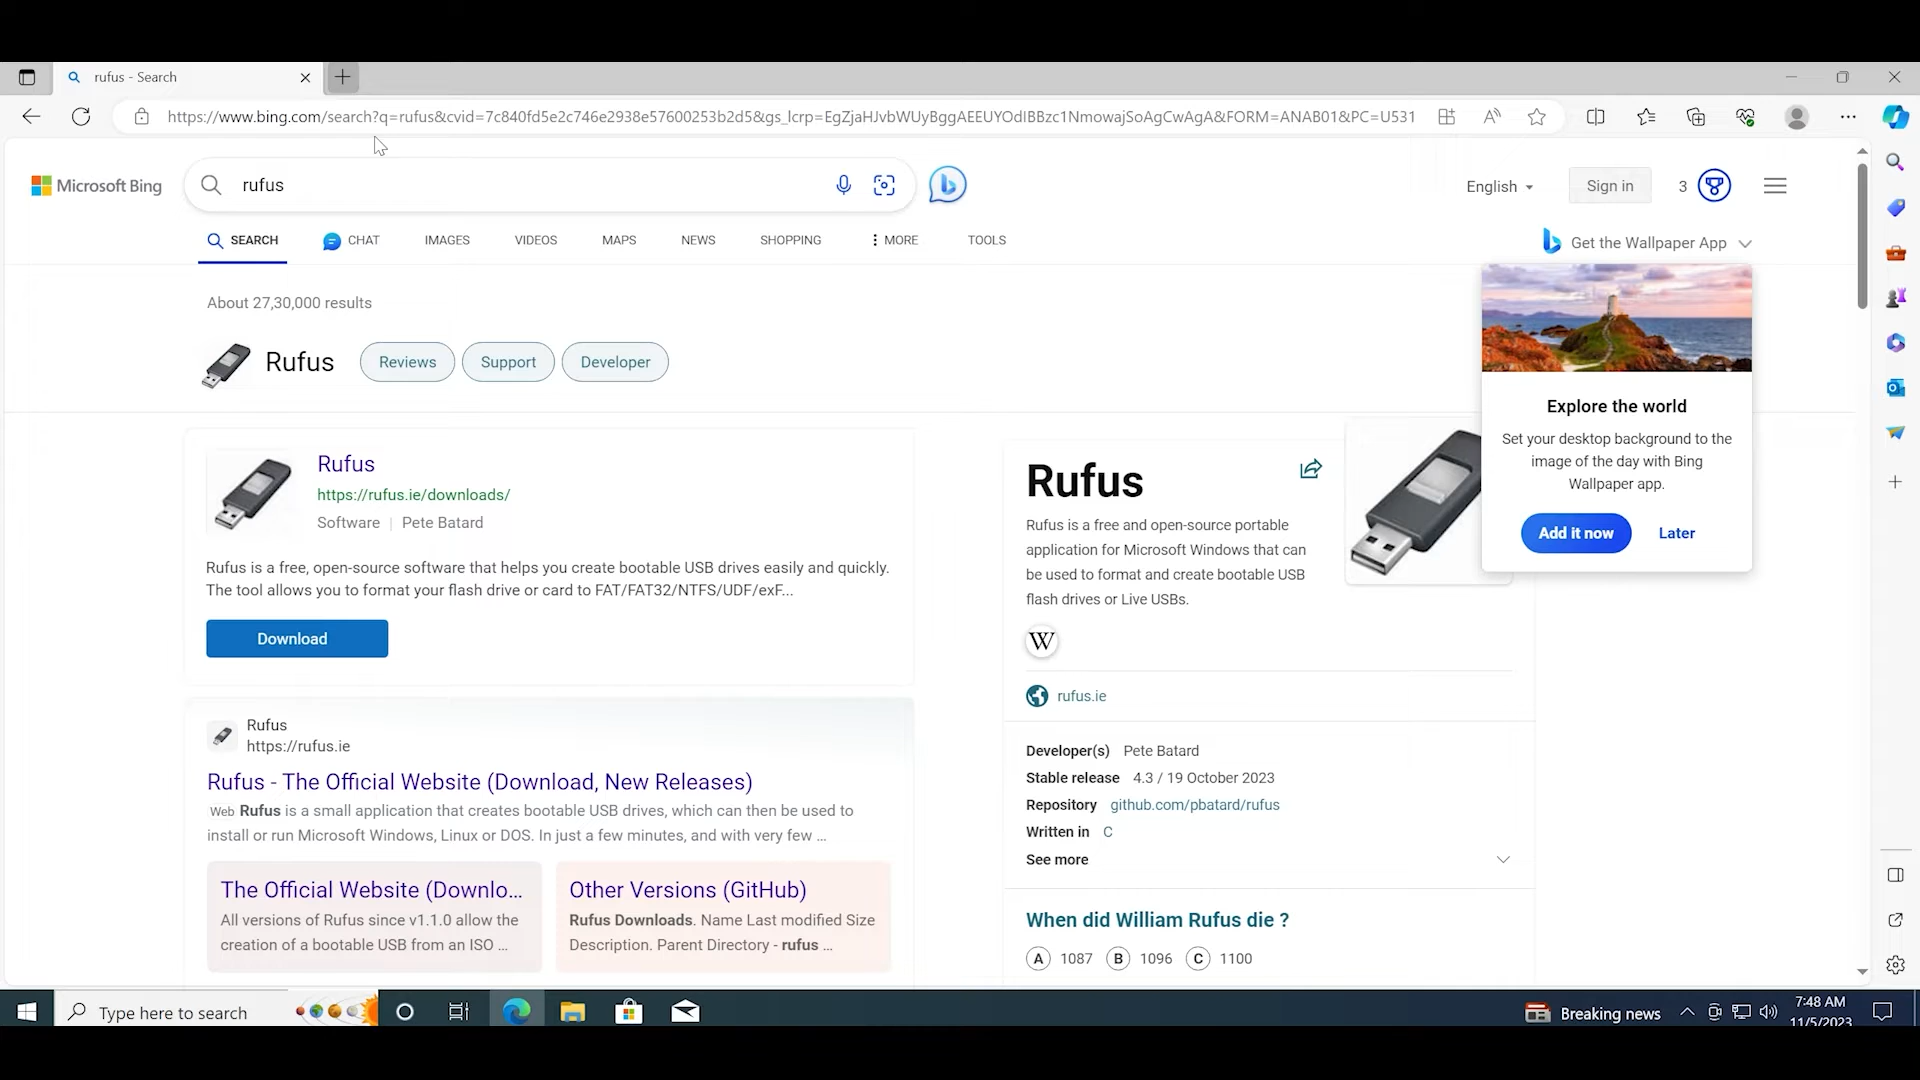 rufus - Search
https://www.bing.com/search?q=rufus&cvid=7c840fd5e2c746e2938e57600253b2d5&gs_lcrp=EgZjaHJvbWUyBggAEEUYOdIBBzc1NmowajSoAgCwAgA&FORM=ANAB01&PC=U531
Microsoft Bing
rufus
English
Sign in
3
SEARCH
CHAT
IMAGES
VIDEOS
MAPS
NEWS
SHOPPING
MORE
TOOLS
Get the Wallpaper App
About 27,30,000 results
Rufus
Reviews
Support
Developer
Explore the world
Set your desktop background to the
image of the day with Bing
Wallpaper app.
Add it now
Later
Rufus
https://rufus.ie/downloads/
Software | Pete Batard
Rufus is a free, open-source software that helps you create bootable USB drives easily and quickly.
The tool allows you to format your flash drive or card to FAT/FAT32/NTFS/UDF/exF...
Download
Rufus
https://rufus.ie
Rufus - The Official Website (Download, New Releases)
Web Rufus is a small application that creates bootable USB drives, which can then be used to
install or run Microsoft Windows, Linux or DOS. In just a few minutes, and with very few ...
The Official Website (Downlo...
All versions of Rufus since v1.1.0 allow the
creation of a bootable USB from an ISO ...
Other Versions (GitHub)
Rufus Downloads. Name Last modified Size
Description. Parent Directory - rufus ...
Rufus
Rufus is a free and open-source portable
application for Microsoft Windows that can
be used to format and create bootable USB
flash drives or Live USBs.
W
rufus.ie
Developer(s) Pete Batard
Stable release 4.3 / 19 October 2023
Repository github.com/pbatard/rufus
Written in C
See more
When did William Rufus die ?
A 1087 B 1096 C 1100
Type here to search
Breaking news
7:48 AM
11/5/2023